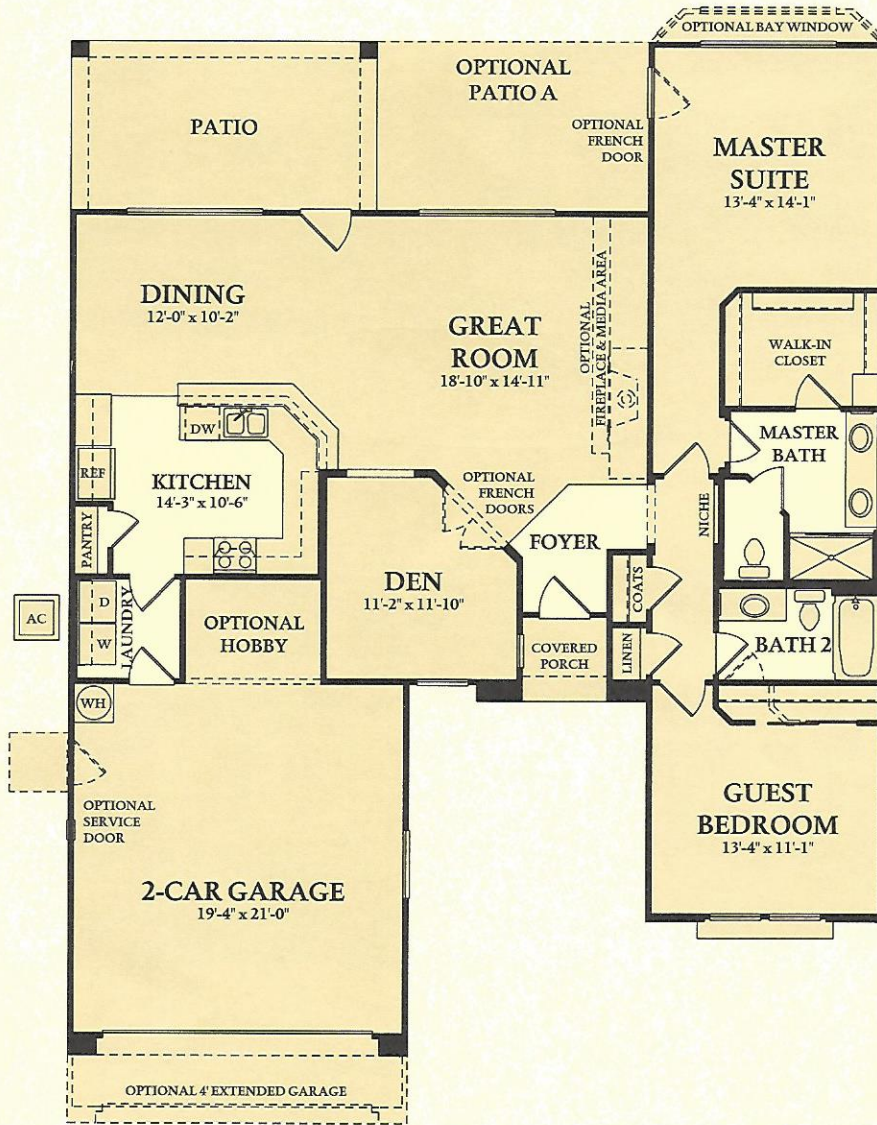 OPTIONAL BAY WINDOW
OPTIONAL
PATIO A
PATIO
OPTIONAL
FRENCH
DOOR
MASTER
SUITE
13'-4" x 14'-1"
DINING
12'-0" x 10'-2"
GREAT
ROOM
18'-10" x 14'-11"
OPTIONAL
FIREPLACE & MEDIA AREA
WALK-IN
CLOSET
DW
MASTER
BATH
REF
KITCHEN
14'-3" x 10'-6"
OPTIONAL
FRENCH
DOORS
NICHE
PANTRY
FOYER
DEN
11'-2" x 11'-10"
COATS
AC
D
W
LAUNDRY
OPTIONAL
HOBBY
COVERED
PORCH
LINEN
BATH 2
WH
OPTIONAL
SERVICE
DOOR
GUEST
BEDROOM
13'-4" x 11'-1"
2-CAR GARAGE
19'-4" x 21'-0"
OPTIONAL 4' EXTENDED GARAGE